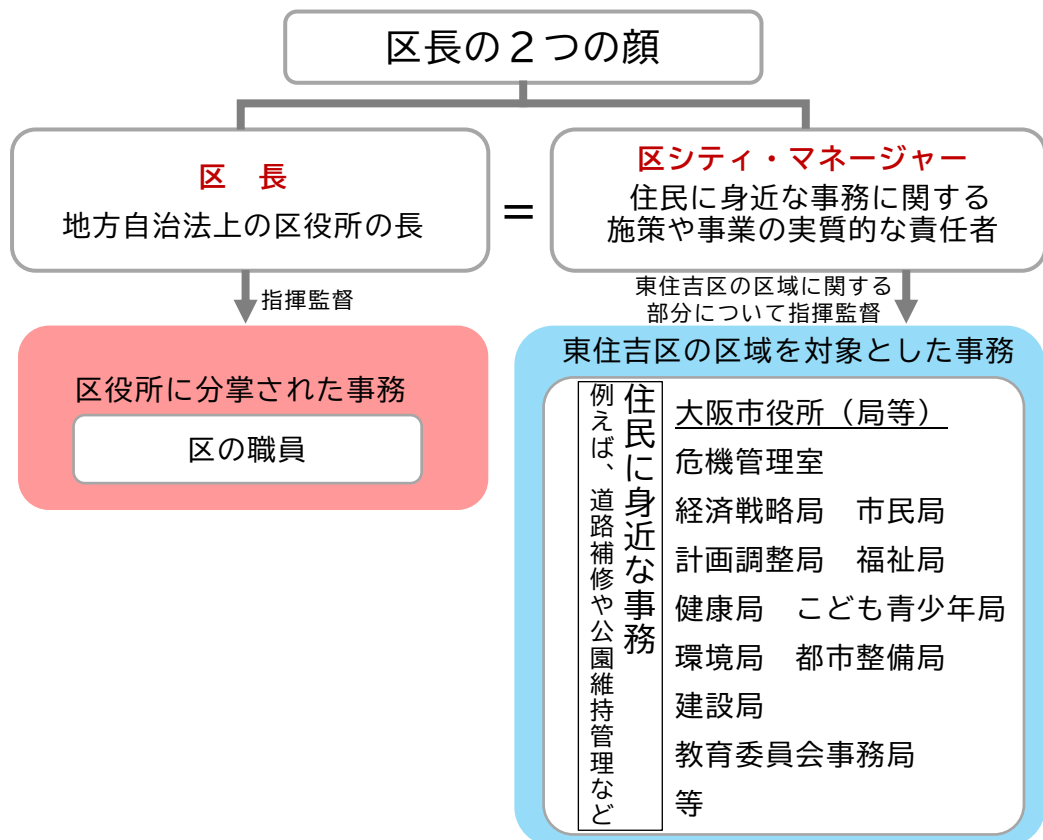 区長の２つの顔
区　長
地方自治法上の区役所の長
＝
区シティ・マネージャー
住民に身近な事務に関する
施策や事業の実質的な責任者
指揮監督
東住吉区の区域に関する
部分について指揮監督
区役所に分掌された事務
区の職員
東住吉区の区域を対象とした事務
住民に身近な事務
例えば、道路補修や公園維持管理など
大阪市役所（局等）
危機管理室
経済戦略局　市民局
計画調整局　福祉局
健康局　こども青少年局
環境局　都市整備局
建設局
教育委員会事務局
等